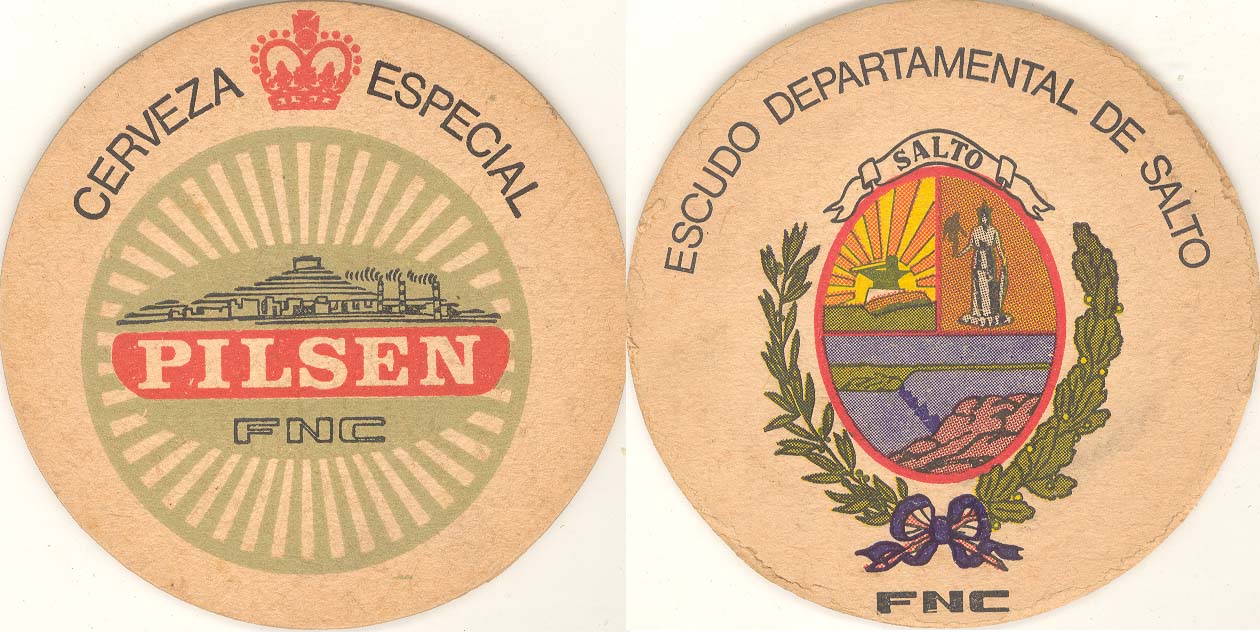 CERVEZA ESPECIAL
PILSEN
FNC
ESCUDO DEPARTAMENTAL DE SALTO
SALTO
FNC